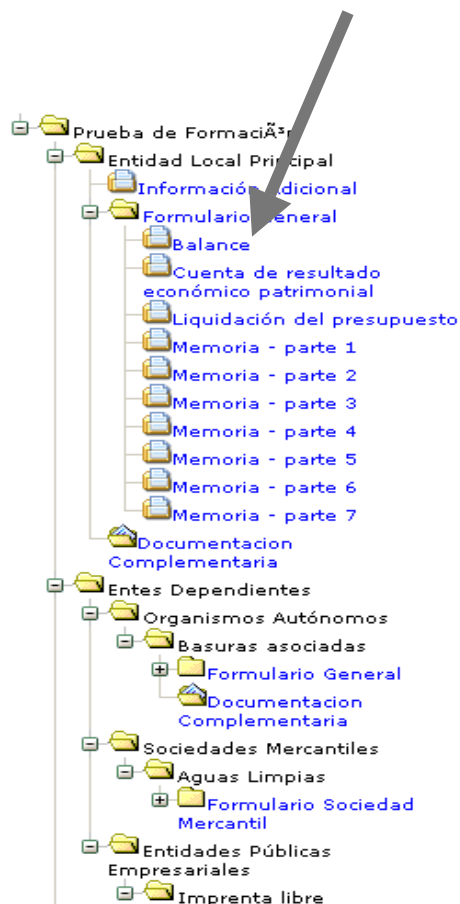 Prueba de FormaciÃ³n
Entidad Local Principal
Información Adicional
Formulario General
Balance
Cuenta de resultado
económico patrimonial
Liquidación del presupuesto
Memoria - parte 1
Memoria - parte 2
Memoria - parte 3
Memoria - parte 4
Memoria - parte 5
Memoria - parte 6
Memoria - parte 7
Documentacion
Complementaria
Entes Dependientes
Organismos Autónomos
Basuras asociadas
Formulario General
Documentacion
Complementaria
Sociedades Mercantiles
Aguas Limpias
Formulario Sociedad
Mercantil
Entidades Públicas
Empresariales
Imprenta libre